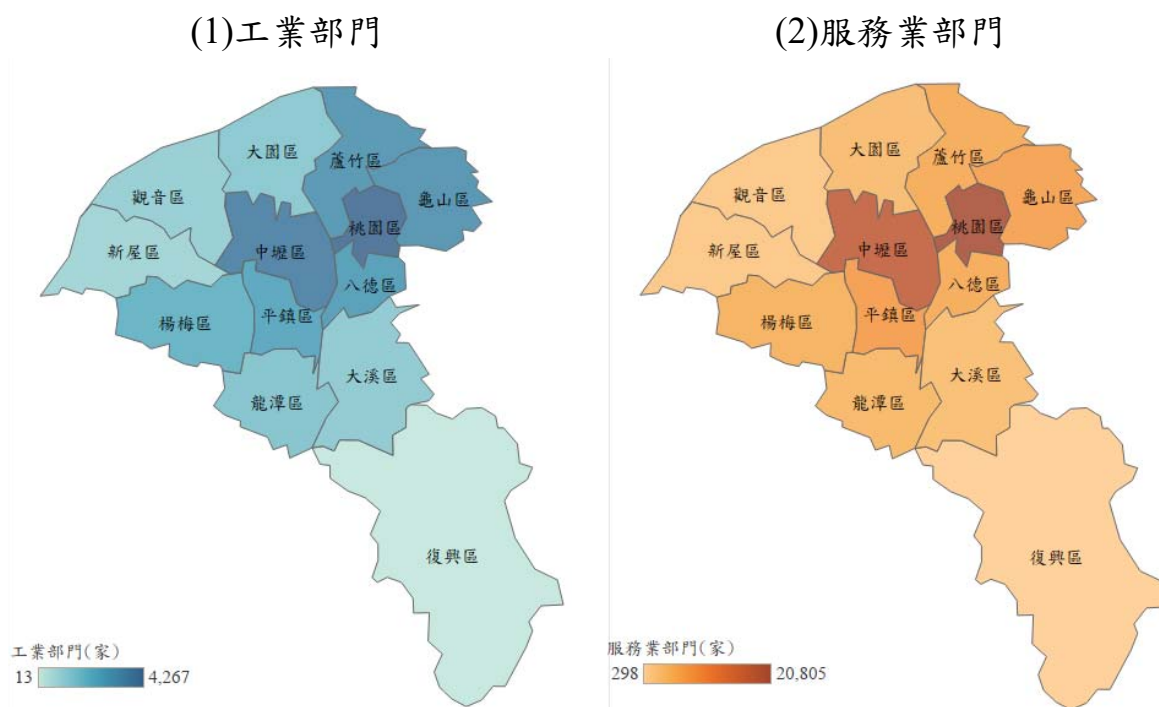 (1)工業部門
大園區
蘆竹區
觀音區
龜山區
桃園區
新屋區
中壢區
八德區
楊梅區
平鎮區
大溪區
龍潭區
復興區
工業部門(家)
13
4,267
(2)服務業部門
大園區
蘆竹區
觀音區
龜山區
桃園區
新屋區
中壢區
八德區
楊梅區
平鎮區
大溪區
龍潭區
復興區
服務業部門(家)
298
20,805